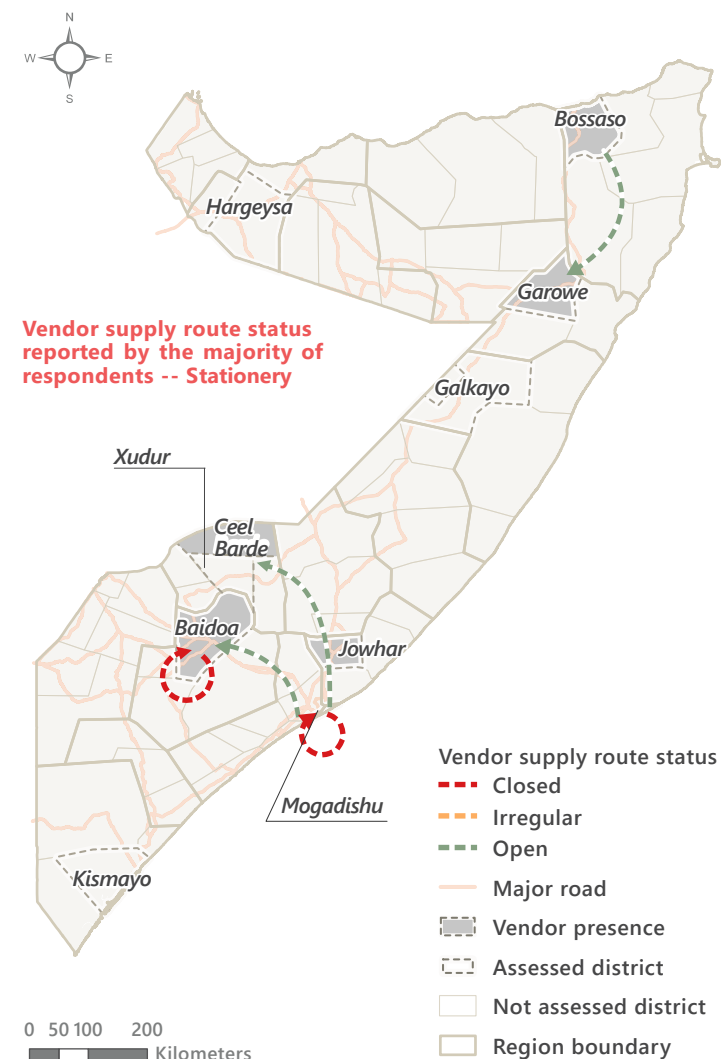 N
W E
S
Bossaso
Hargeysa
Garowe
Vendor supply route status
reported by the majority of
respondents -- Stationery
Galkayo
Xudur
Ceel
Barde
Baidoa
Jowhar
Mogadishu
Kismayo
Vendor supply route status
Closed
Irregular
Open
Major road
Vendor presence
Assessed district
Not assessed district
Region boundary
0 50 100 200
Kilometers